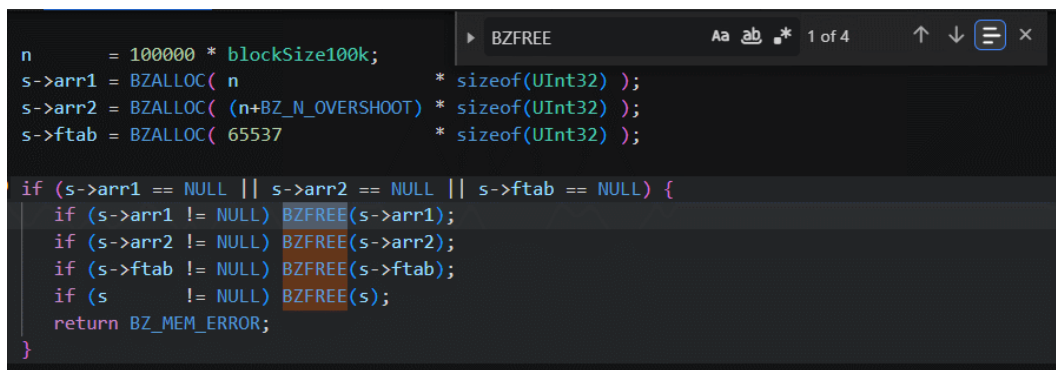 BZFREE Aa ab .* 1 of 4
n       = 100000 * blockSize100k;
s->arr1 = BZALLOC( n                  * sizeof(UInt32) );
s->arr2 = BZALLOC( (n+BZ_N_OVERSHOOT) * sizeof(UInt32) );
s->ftab = BZALLOC( 65537              * sizeof(UInt32) );
if (s->arr1 == NULL || s->arr2 == NULL || s->ftab == NULL) {
   if (s->arr1 != NULL) BZFREE(s->arr1);
   if (s->arr2 != NULL) BZFREE(s->arr2);
   if (s->ftab != NULL) BZFREE(s->ftab);
   if (s       != NULL) BZFREE(s);
   return BZ_MEM_ERROR;
}